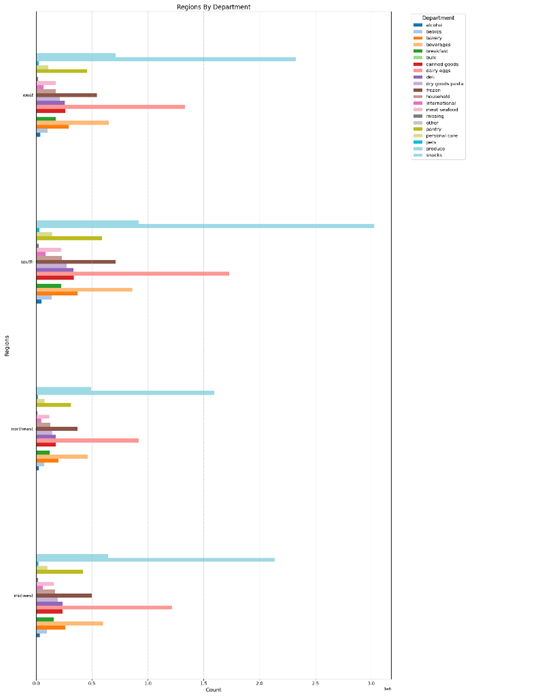 Regions By Department
Department
alcohol
babies
bakery
beverages
breakfast
bulk
canned goods
dairy eggs
deli
dry goods pasta
frozen
household
international
meat seafood
missing
other
pantry
personal care
pets
produce
snacks
west
south
northeast
midwest
Regions
0.0 0.5 1.0 1.5 2.0 2.5 3.0
1e6
Count